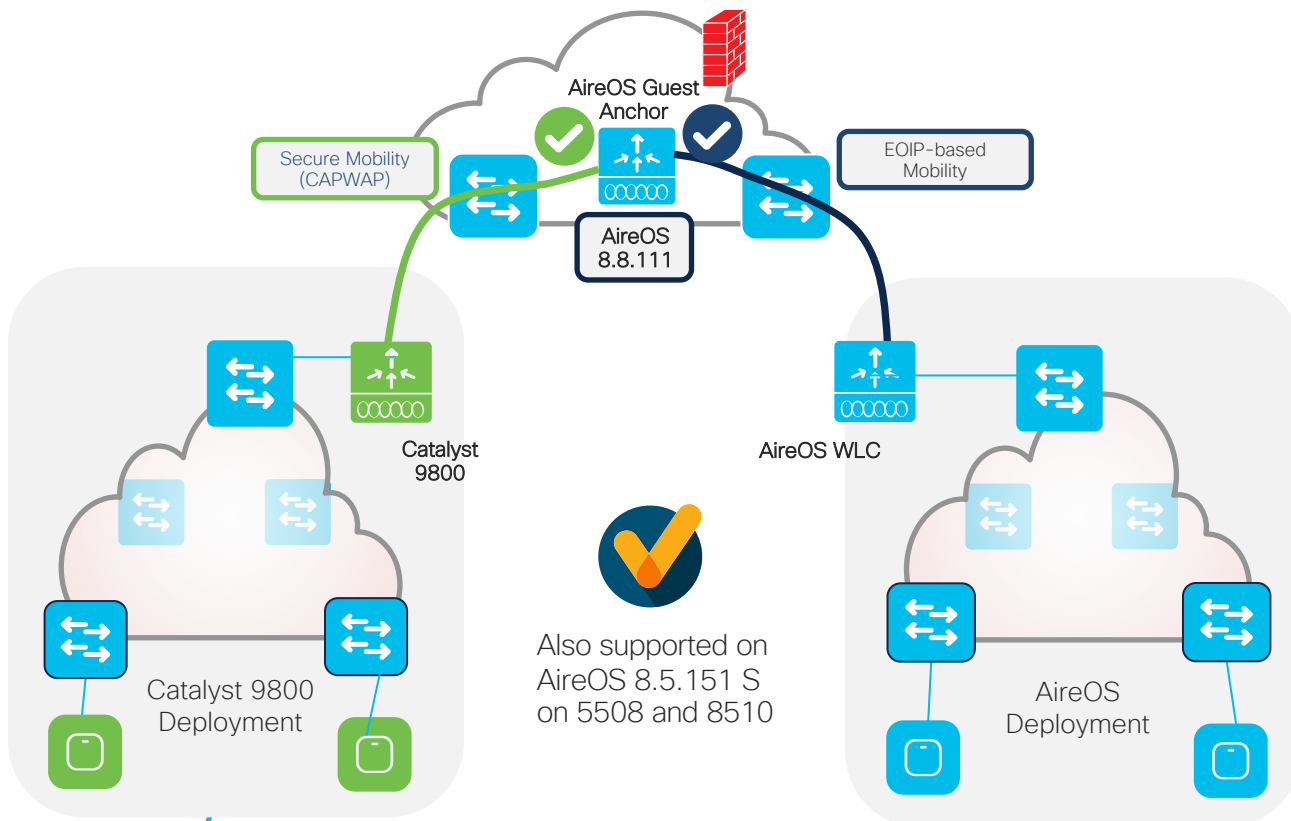 AireOS Guest
Anchor
Secure Mobility
(CAPWAP)
EOIP-based
Mobility
AireOS
8.8.111
Catalyst
9800
AireOS WLC
Also supported on
AireOS 8.5.151 S
on 5508 and 8510
Catalyst 9800
Deployment
AireOS
Deployment